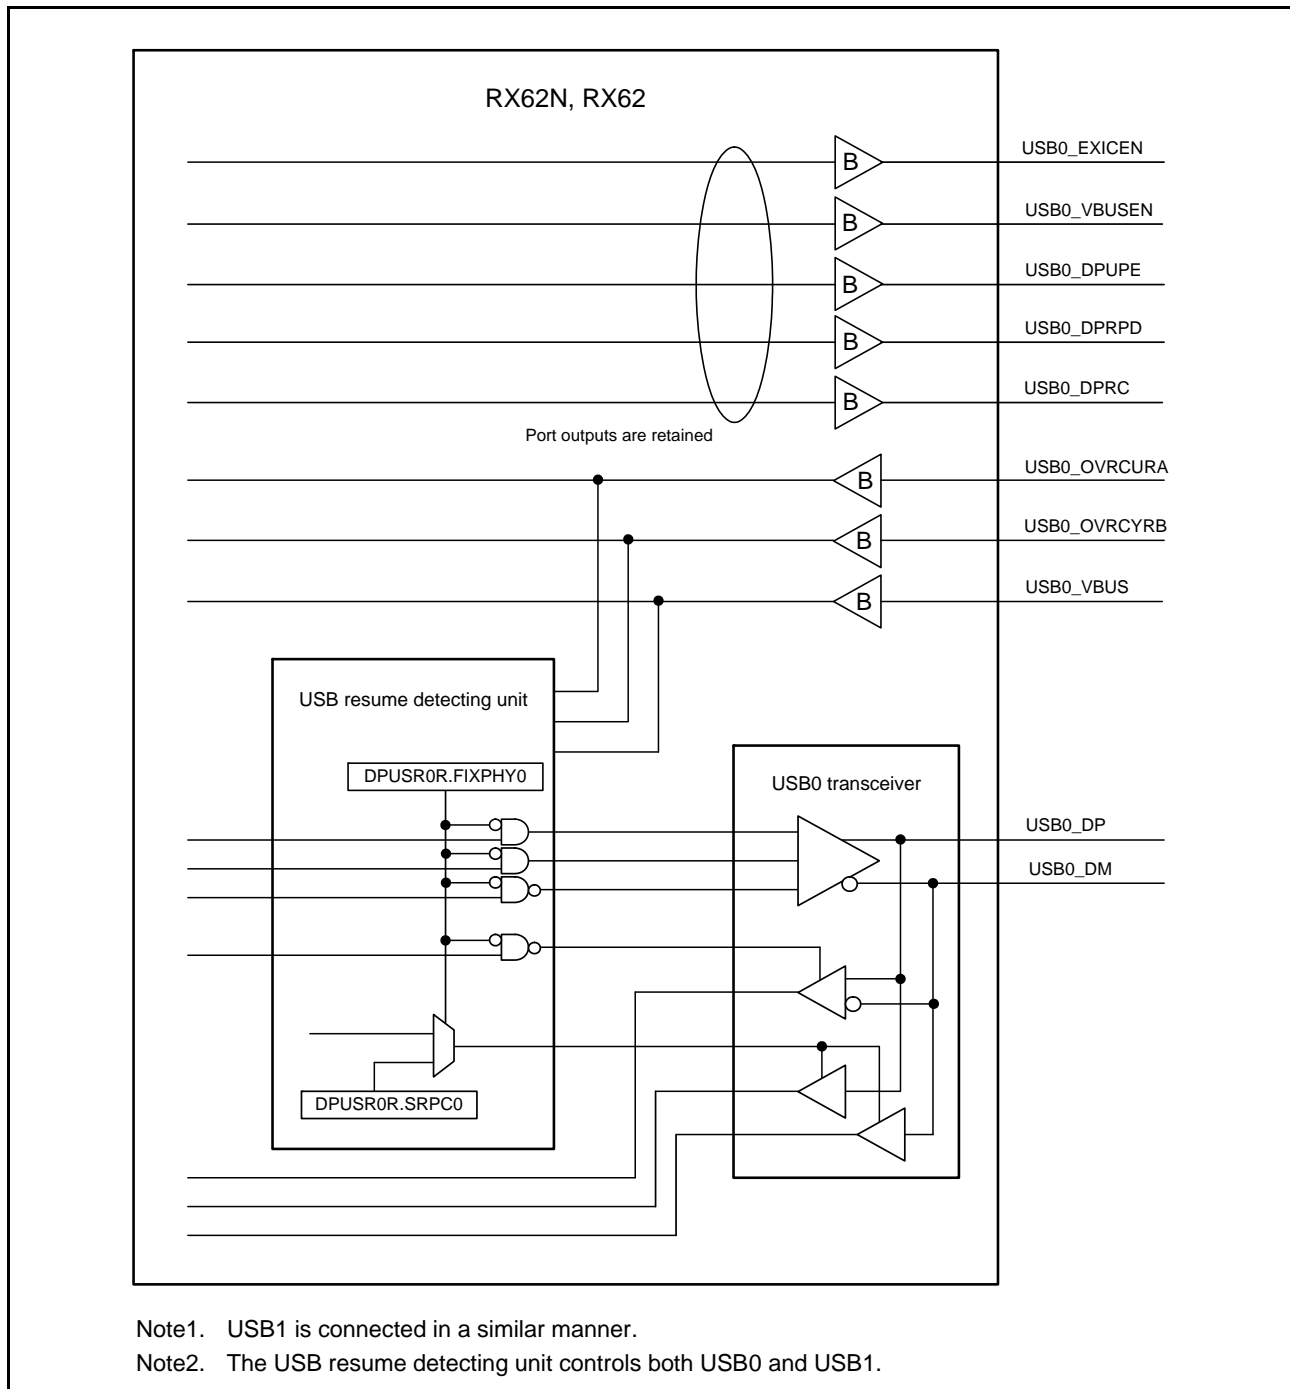 RX62N, RX62
B
USB0_EXICEN
B
USB0_VBUSEN
B
USB0_DPUPE
B
USB0_DPRPD
B
USB0_DPRC
Port outputs are retained
B
USB0_OVRCURA
B
USB0_OVRCYRB
B
USB0_VBUS
USB resume detecting unit
DPUSR0R.FIXPHY0
USB0 transceiver
USB0_DP
USB0_DM
DPUSR0R.SRPC0
Note1. USB1 is connected in a similar manner.
Note2. The USB resume detecting unit controls both USB0 and USB1.